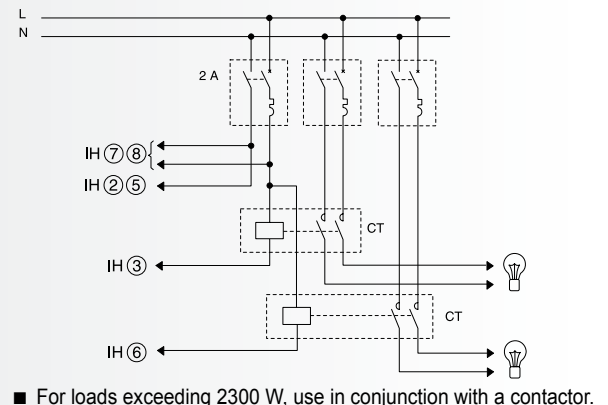 L
N
2 A
IH ⑦ ⑧
IH ② ⑤
CT
IH ③
CT
IH ⑥
■ For loads exceeding 2300 W, use in conjunction with a contactor.